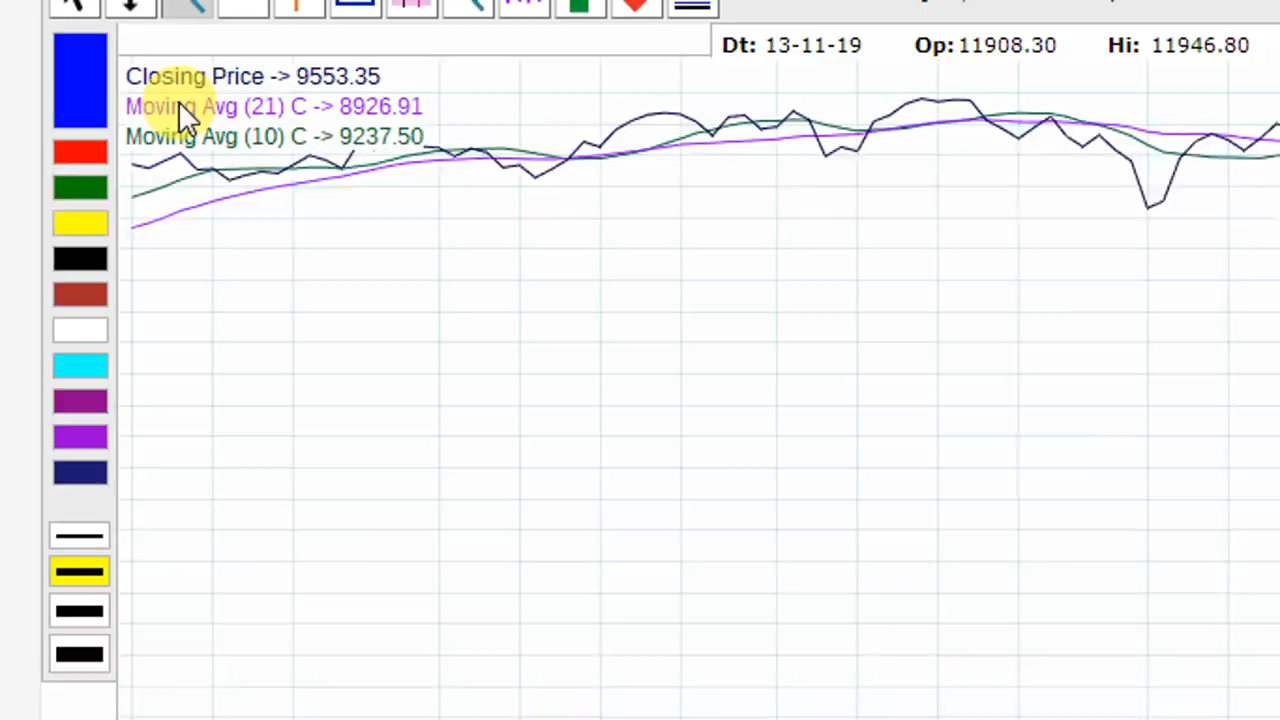 Dt: 13-11-19 Op: 11908.30 Hi: 11946.80
Closing Price -> 9553.35
Moving Avg (21) C -> 8926.91
Moving Avg (10) C -> 9237.50